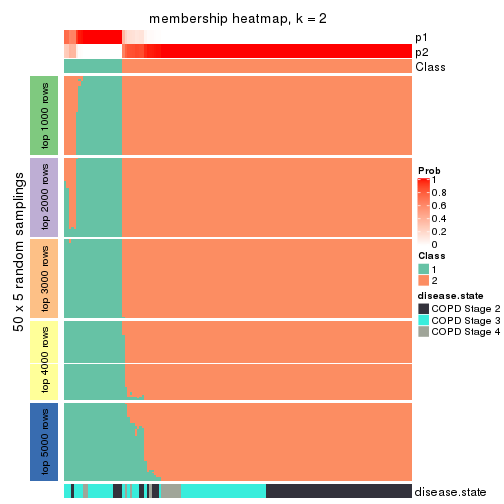 membership heatmap, k = 2
p1
p2
Class
50 x 5 random samplings
top 1000 rows
top 2000 rows
top 3000 rows
top 4000 rows
top 5000 rows
Prob
1
0.8
0.6
0.4
0.2
0
Class
1
2
disease.state
COPD Stage 2
COPD Stage 3
COPD Stage 4
disease.state